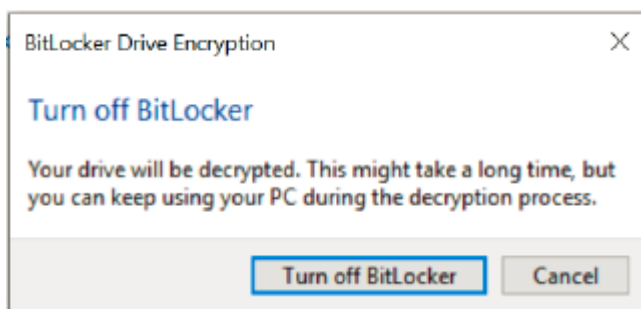 BitLocker Drive Encryption
Turn off BitLocker
Your drive will be decrypted. This might take a long time, but
you can keep using your PC during the decryption process.
Turn off BitLocker
Cancel